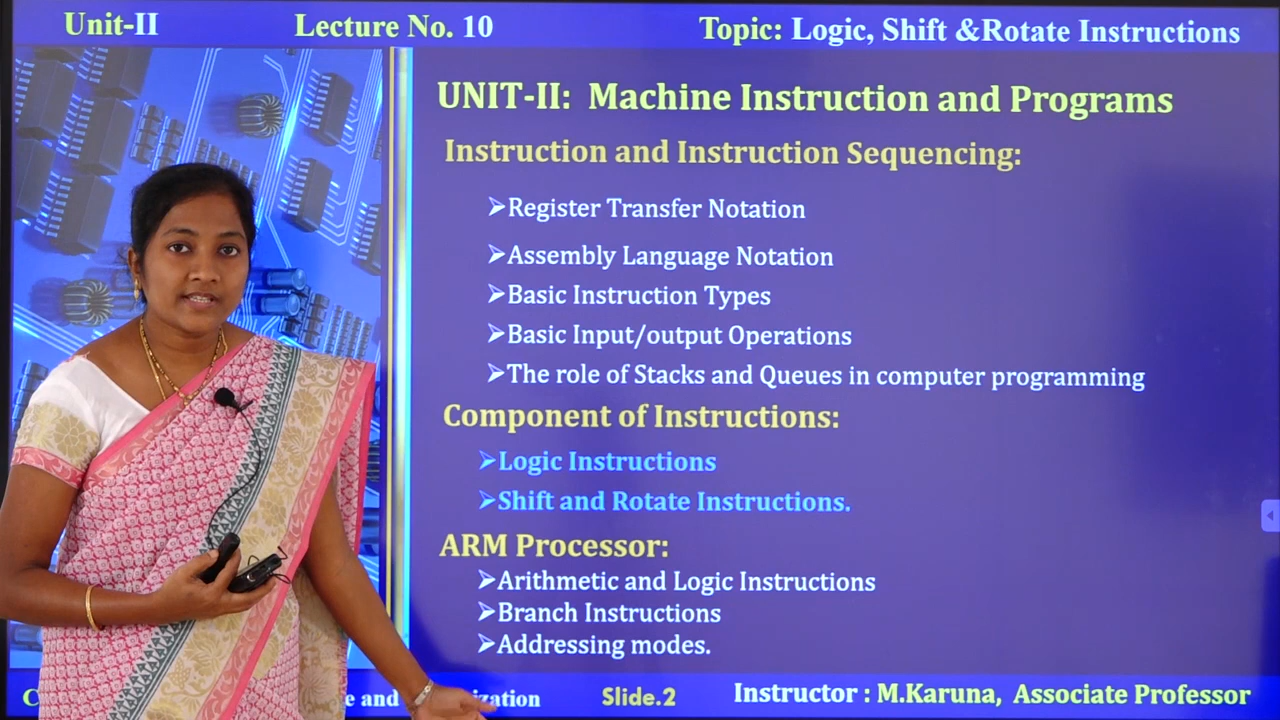 Unit-II Lecture No. 10 Topic: Logic, Shift &Rotate Instructions
UNIT-II: Machine Instruction and Programs
Instruction and Instruction Sequencing:
➤Register Transfer Notation
➤Assembly Language Notation
➤Basic Instruction Types
➤Basic Input/output Operations
➤The role of Stacks and Queues in computer programming
Component of Instructions:
➤Logic Instructions
➤Shift and Rotate Instructions.
ARM Processor:
➤Arithmetic and Logic Instructions
➤Branch Instructions
➤Addressing modes.
and Slide.2 Instructor : M.Karuna, Associate Professor